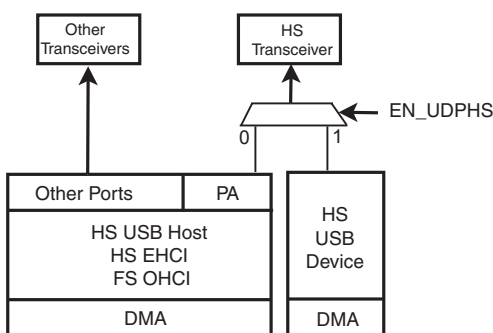 Other
Transceivers
HS
Transceiver
EN_UDPHS
0
1
Other Ports
PA
HS USB Host
HS EHCI
FS OHCI
DMA
HS
USB
Device
DMA